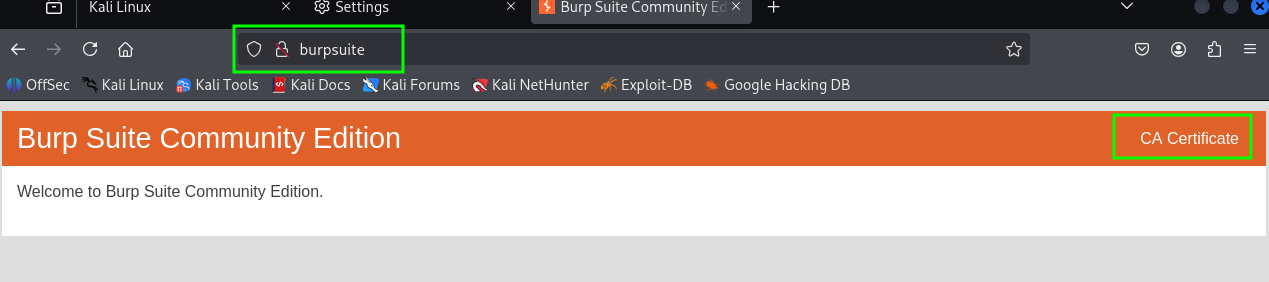 Kali Linux Settings Burp Suite Community Ed
burpsuite
OffSec Kali Linux Kali Tools Kali Docs Kali Forums Kali NetHunter Exploit-DB Google Hacking DB
Burp Suite Community Edition CA Certificate
Welcome to Burp Suite Community Edition.